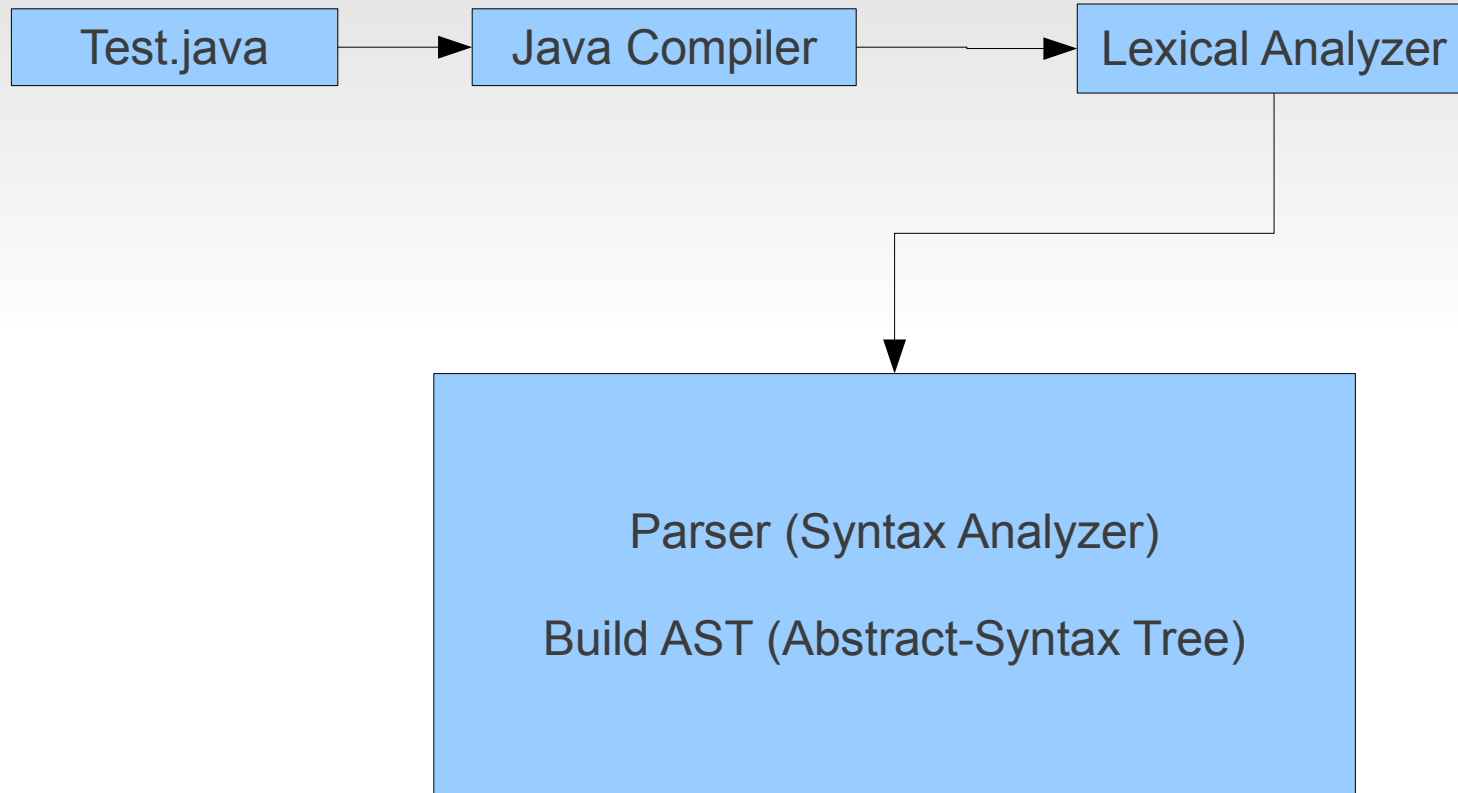 Test.java
Java Compiler
Lexical Analyzer
Parser (Syntax Analyzer)
Build AST (Abstract-Syntax Tree)